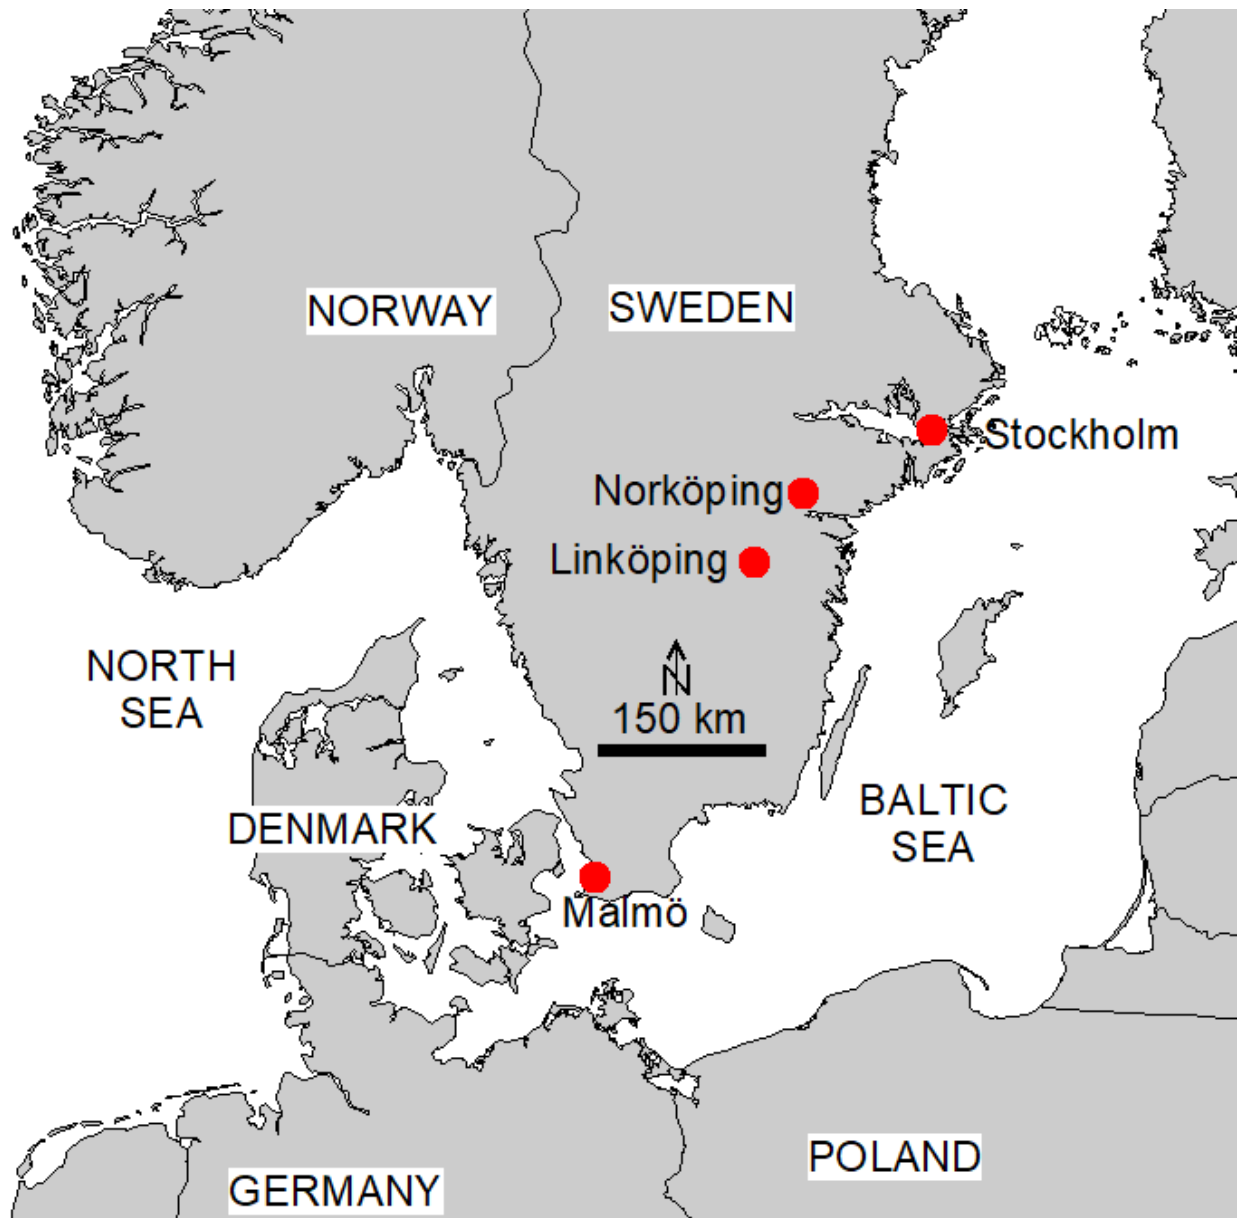 NORWAY
SWEDEN
Stockholm
Norköping
Linköping
NORTH
SEA
N
150 km
DENMARK
BALTIC
SEA
Malmö
POLAND
GERMANY